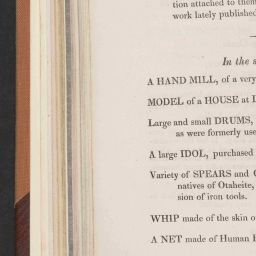 tion attached to them
work lately published
In the s
A HAND MILL, of a very
MODEL of a HOUSE at
Large and small DRUMS,
as were formerly use
A large IDOL, purchased
Variety of SPEARS and
natives of Otaheite,
sion of iron tools.
WHIP made of the skin o
A NET made of Human